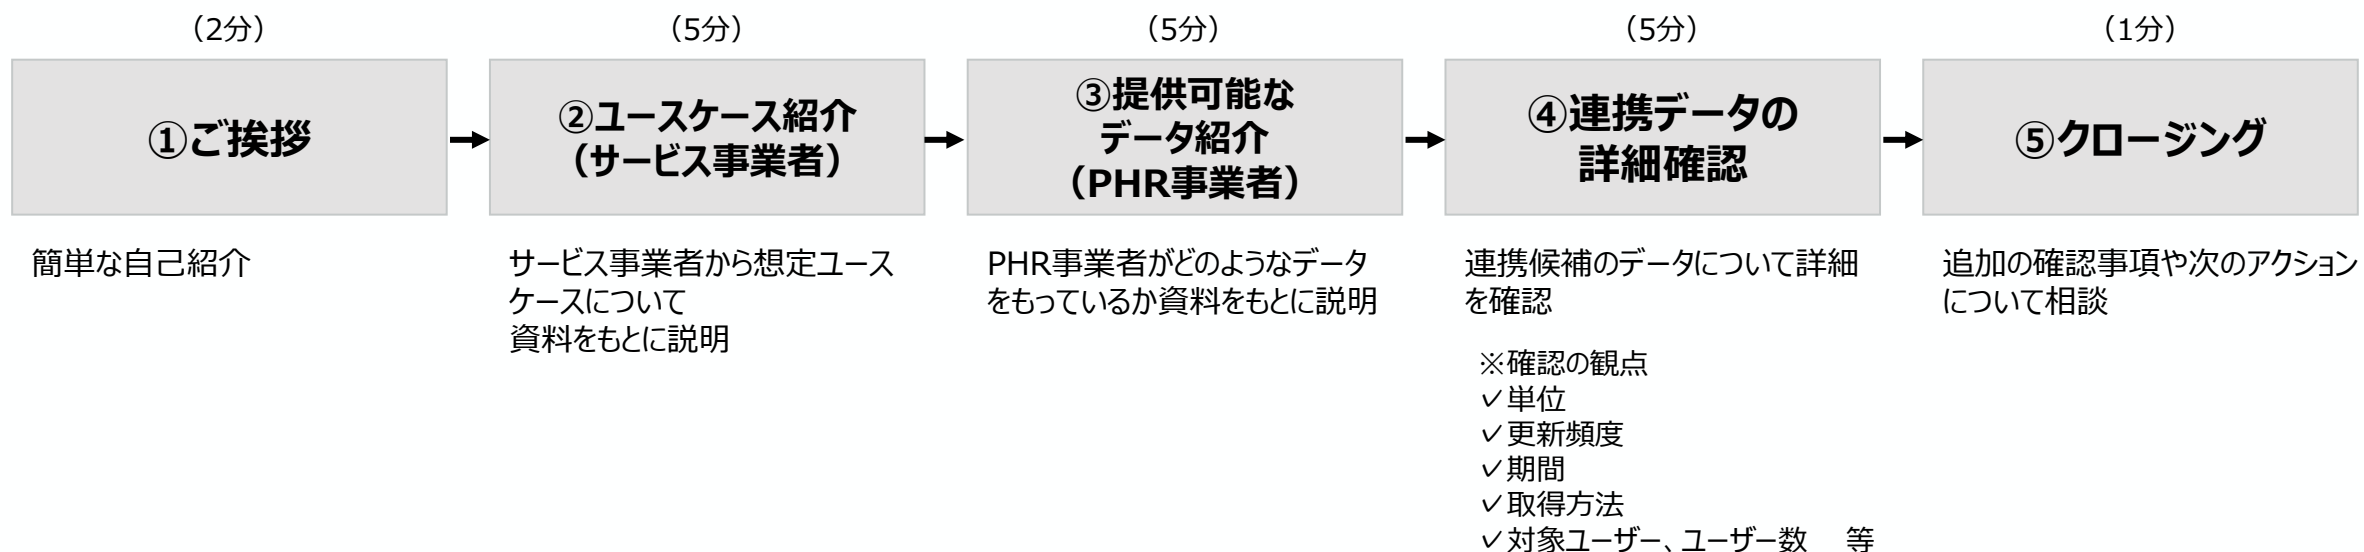 （2分）
①ご挨拶
簡単な自己紹介
（5分）
②ユースケース紹介
（サービス事業者）
サービス事業者から想定ユース
ケースについて
資料をもとに説明
（5分）
③提供可能な
データ紹介
（PHR事業者）
PHR事業者がどのようなデータ
をもっているか資料をもとに説明
（5分）
④連携データの
詳細確認
連携候補のデータについて詳細
を確認
※確認の観点
✓単位
✓更新頻度
✓期間
✓取得方法
✓対象ユーザー、ユーザー数　等
（1分）
⑤クロージング
追加の確認事項や次のアクション
について相談